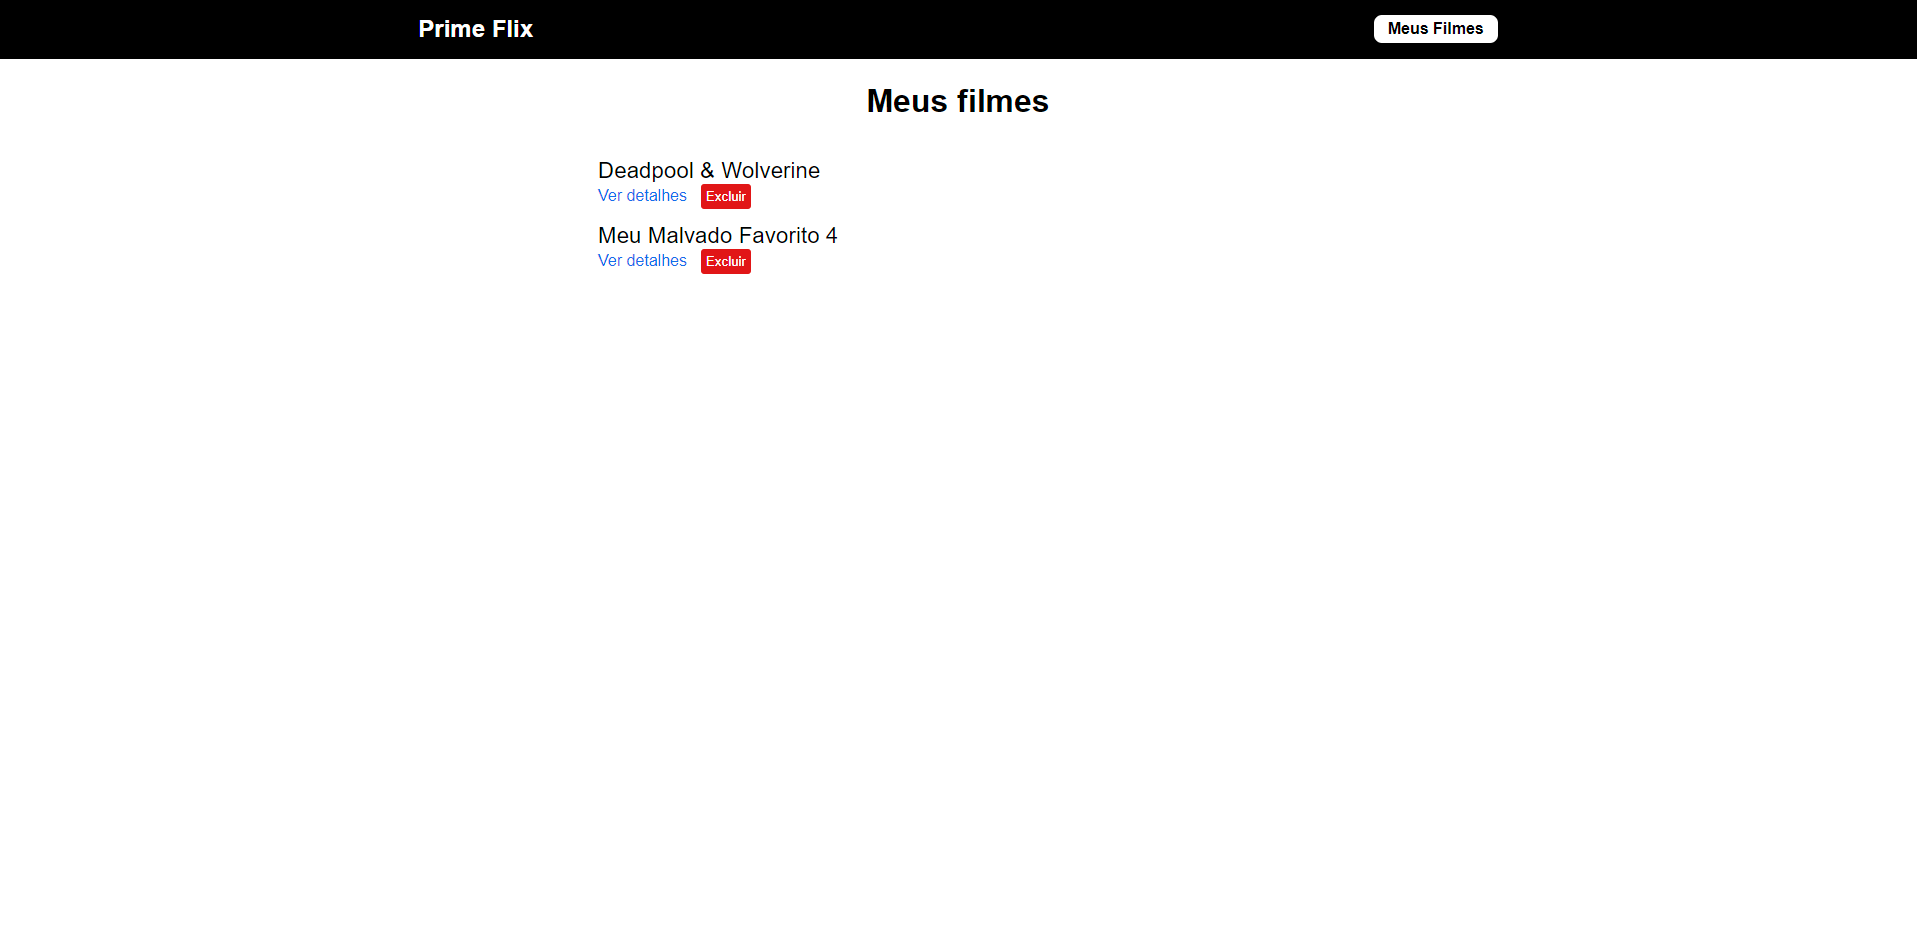 Prime Flix
Meus Filmes
Meus filmes
Deadpool & Wolverine
Ver detalhes Excluir
Meu Malvado Favorito 4
Ver detalhes Excluir